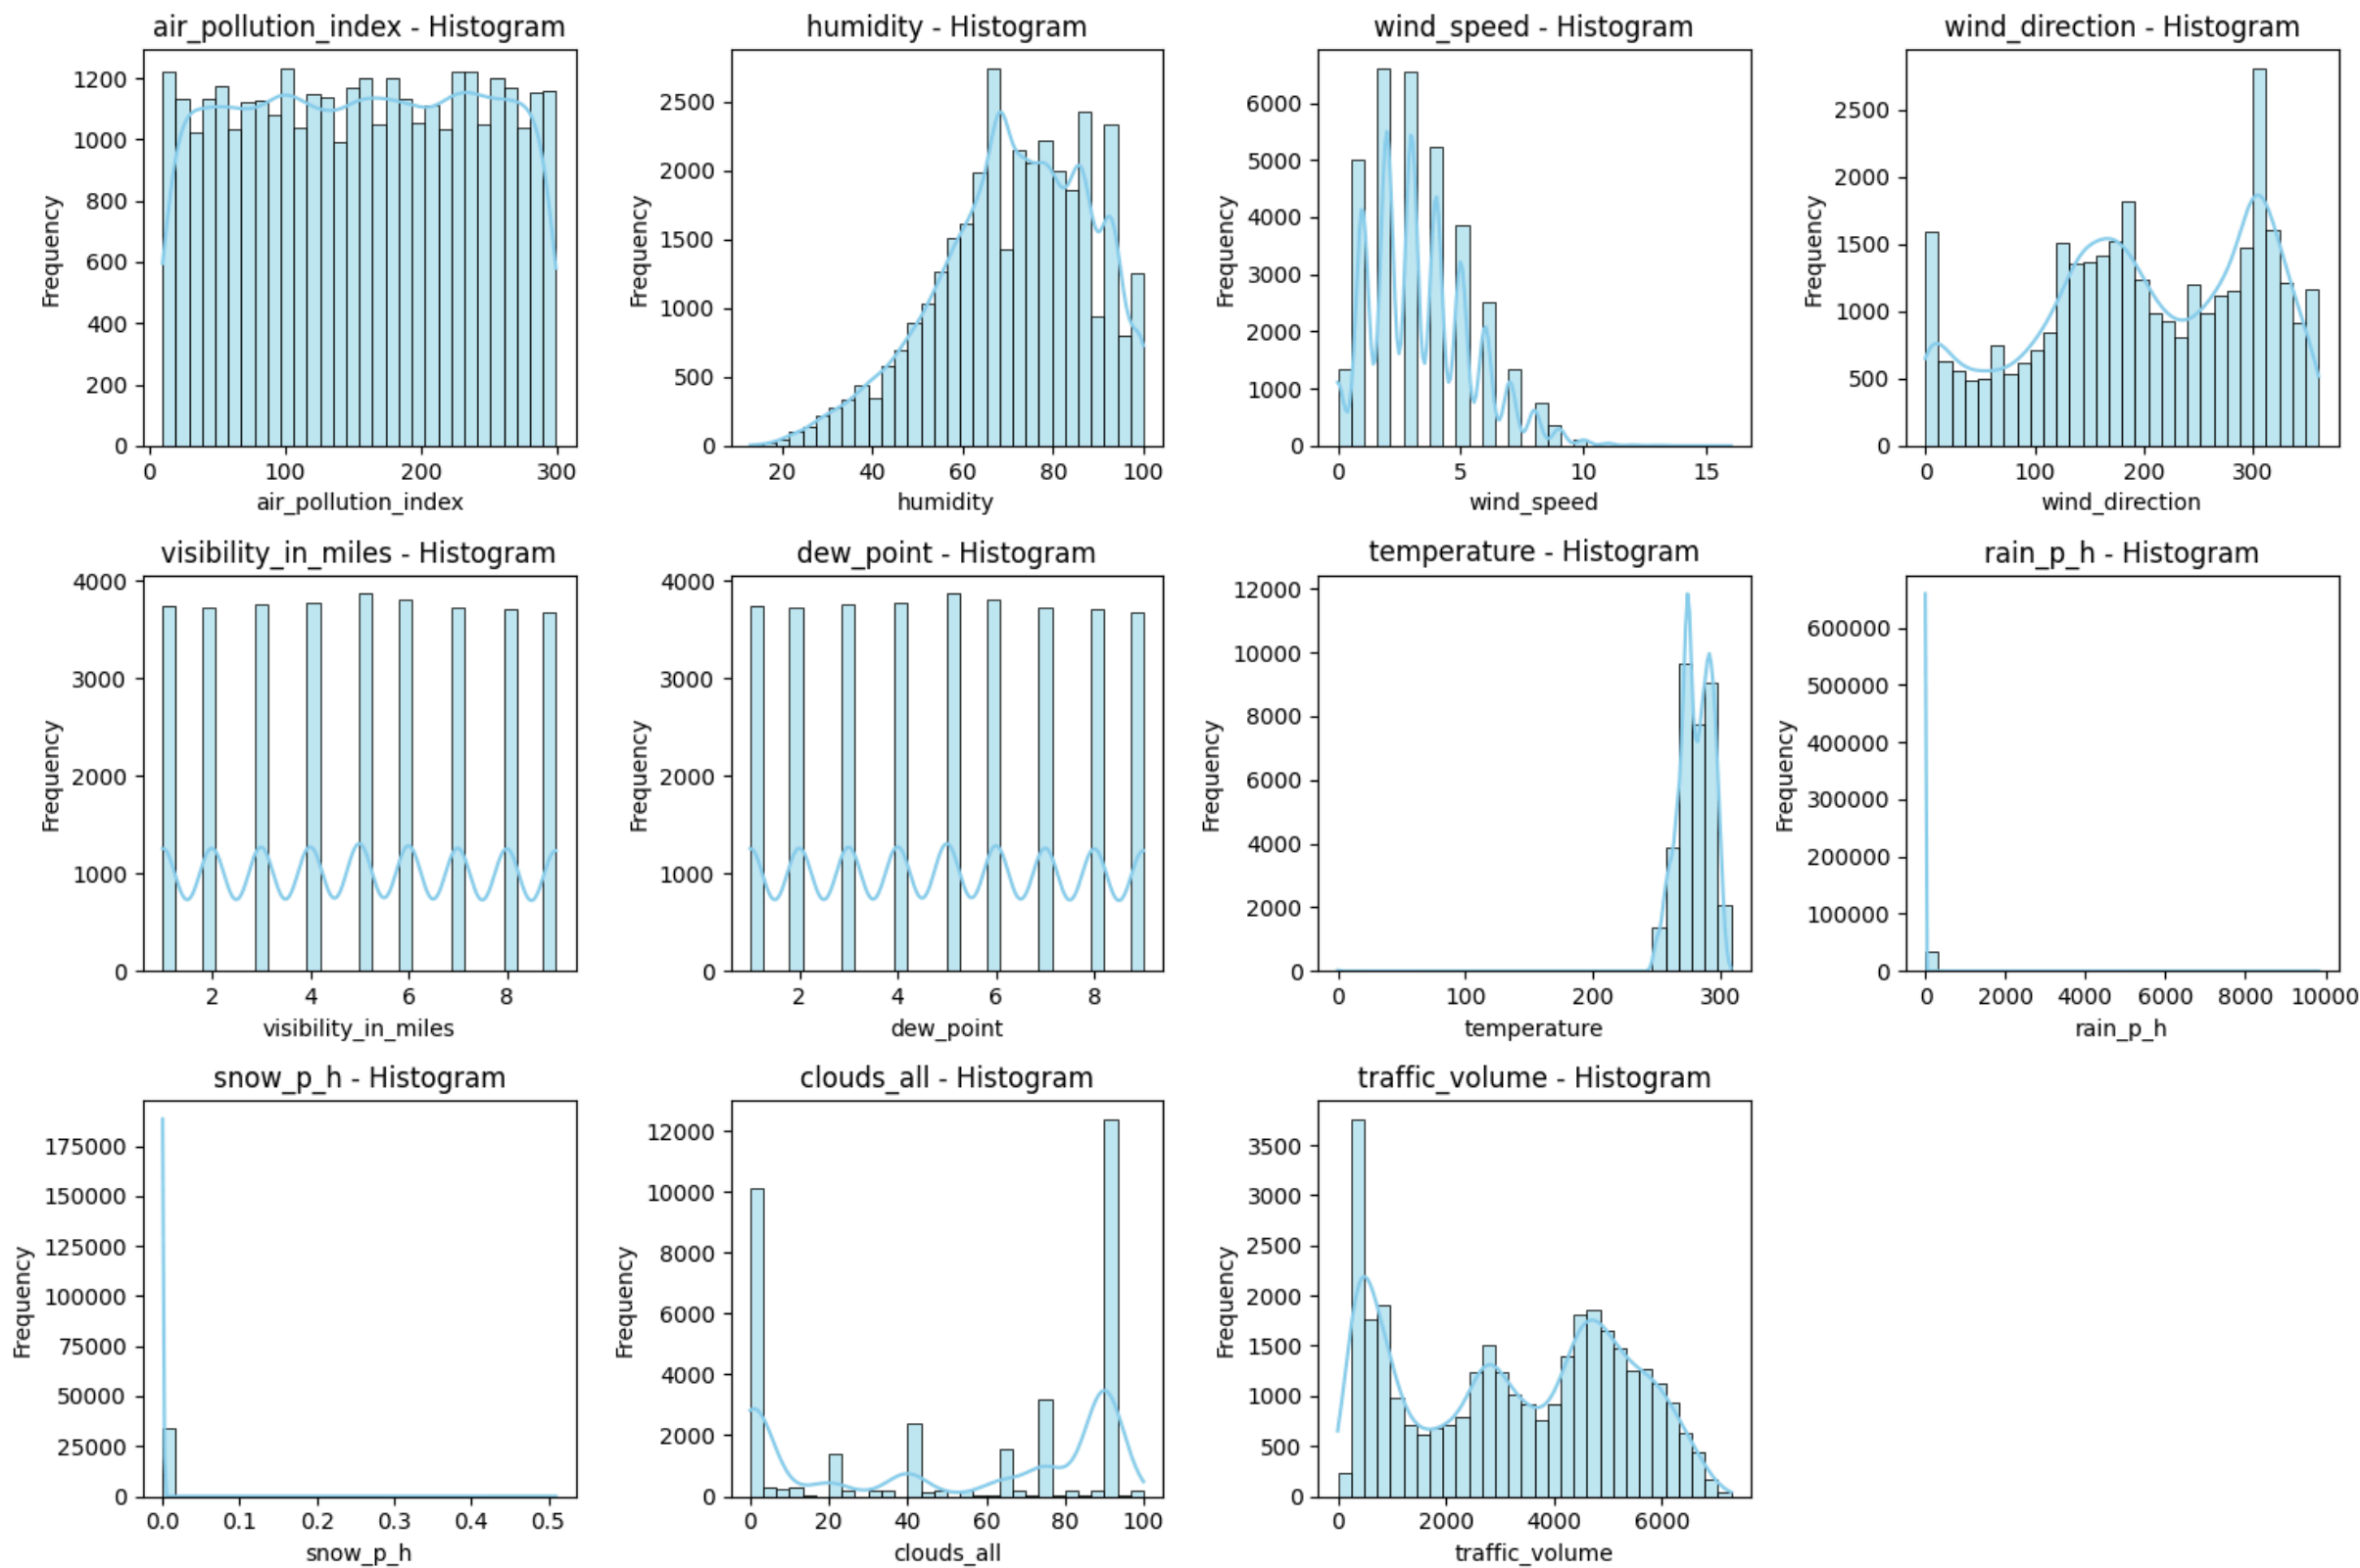 air_pollution_index - Histogram
Frequency
1200
1000
800
600
400
200
0
0 100 200 300
air_pollution_index
humidity - Histogram
Frequency
2500
2000
1500
1000
500
0
20 40 60 80 100
humidity
wind_speed - Histogram
Frequency
6000
5000
4000
3000
2000
1000
0
0 5 10 15
wind_speed
wind_direction - Histogram
Frequency
2500
2000
1500
1000
500
0
0 100 200 300
wind_direction
visibility_in_miles - Histogram
Frequency
4000
3000
2000
1000
0
2 4 6 8
visibility_in_miles
dew_point - Histogram
Frequency
4000
3000
2000
1000
0
2 4 6 8
dew_point
temperature - Histogram
Frequency
12000
10000
8000
6000
4000
2000
0
0 100 200 300
temperature
rain_p_h - Histogram
Frequency
600000
500000
400000
300000
200000
100000
0
0 2000 4000 6000 8000 10000
rain_p_h
snow_p_h - Histogram
Frequency
175000
150000
125000
100000
75000
50000
25000
0
0.0 0.1 0.2 0.3 0.4 0.5
snow_p_h
clouds_all - Histogram
Frequency
12000
10000
8000
6000
4000
2000
0
0 20 40 60 80 100
clouds_all
traffic_volume - Histogram
Frequency
3500
3000
2500
2000
1500
1000
500
0
0 2000 4000 6000
traffic_volume